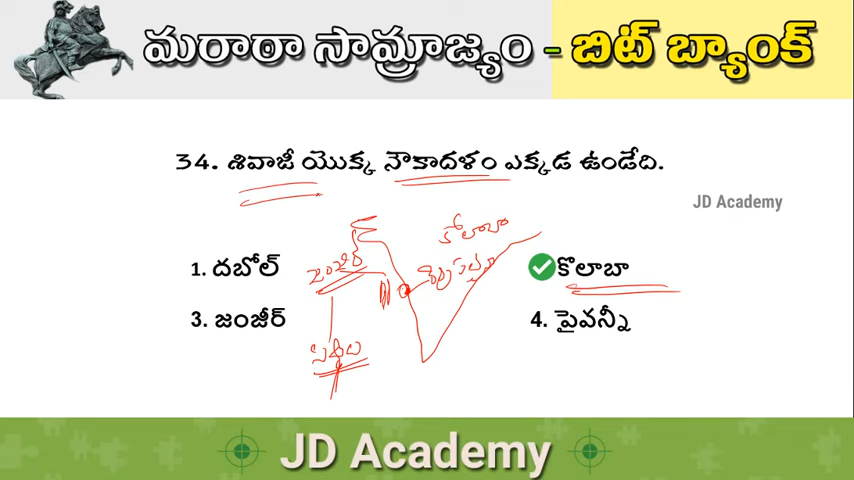 మరాఠా సామ్రాజ్యం - బిట్ బ్యాంక్
34. శివాజీ యొక్క నౌకాదళం ఎక్కడ ఉండేది.
JD Academy
కోలాబా
1. దబోల్
కొలాబా
3. జంజీర్
4. పైవన్నీ
JD Academy